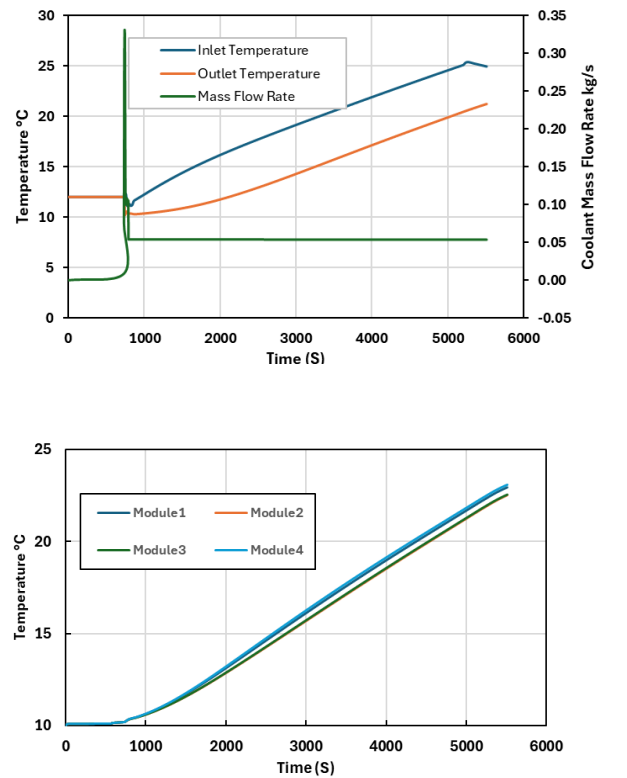 30
25
20
15
10
5
0
Temperature °C
Inlet Temperature
Outlet Temperature
Mass Flow Rate
0.35
0.30
0.25
0.20
0.15
0.10
0.05
0.00
-0.05
Coolant Mass Flow Rate kg/s
0 1000 2000 3000 4000 5000 6000
Time (S)
25
20
15
10
Temperature °C
Module1 Module2
Module3 Module4
0 1000 2000 3000 4000 5000 6000
Time (S)